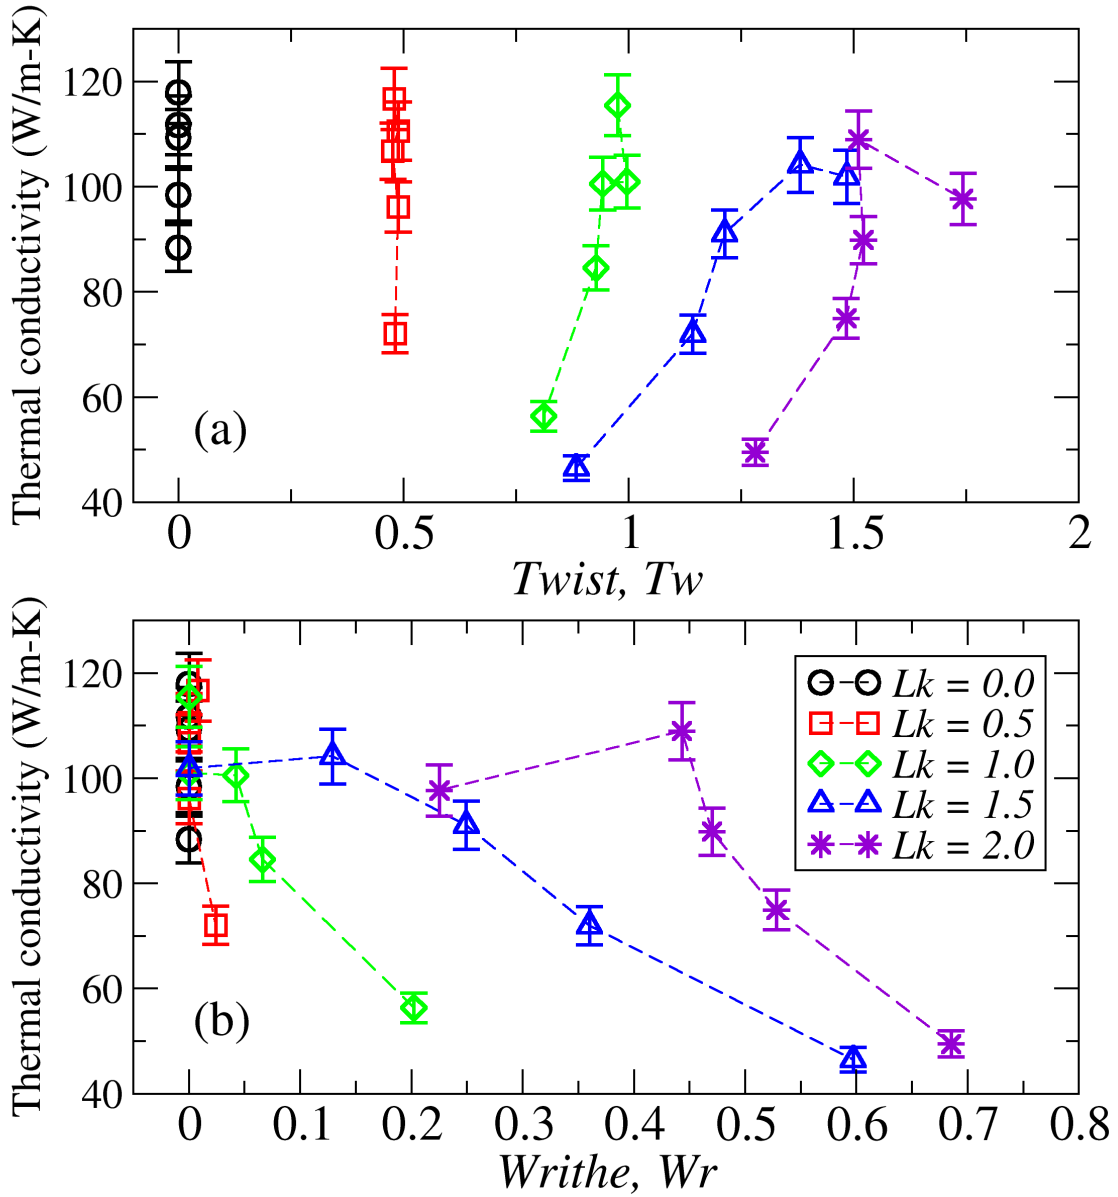 Thermal conductivity (W/m-K)
120
100
80
60
40
(a)
0 0.5 1 1.5 2
Twist, Tw
Thermal conductivity (W/m-K)
120
100
80
60
40
Lk = 0.0
Lk = 0.5
Lk = 1.0
Lk = 1.5
Lk = 2.0
(b)
0 0.1 0.2 0.3 0.4 0.5 0.6 0.7 0.8
Writhe, Wr